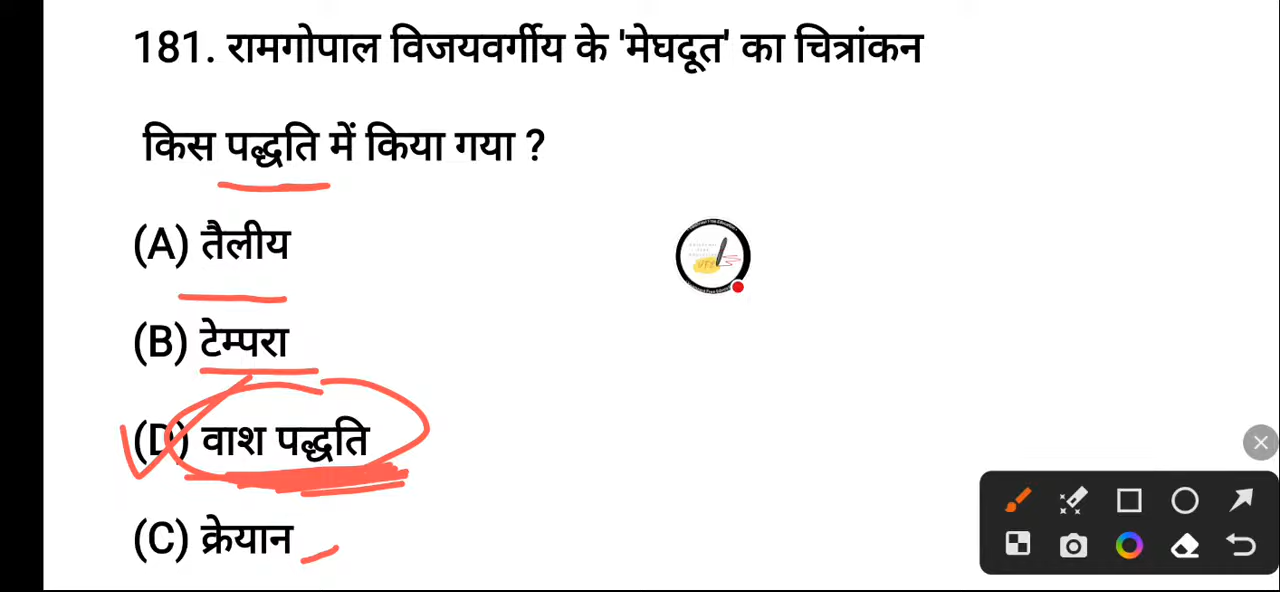 181. रामगोपाल विजयवर्गीय के 'मेघदूत' का चित्रांकन
किस पद्धति में किया गया ?
(A) तैलीय
(B) टेम्परा
(D) वाश पद्धति
(C) क्रेयान